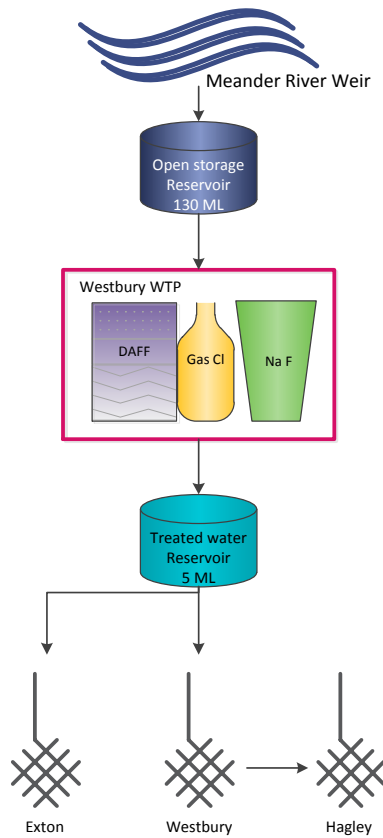 Meander River Weir
Open storage
Reservoir
130 ML
Westbury WTP
DAFF
Gas Cl
Na F
Treated water
Reservoir
5 ML
Exton
Westbury
Hagley